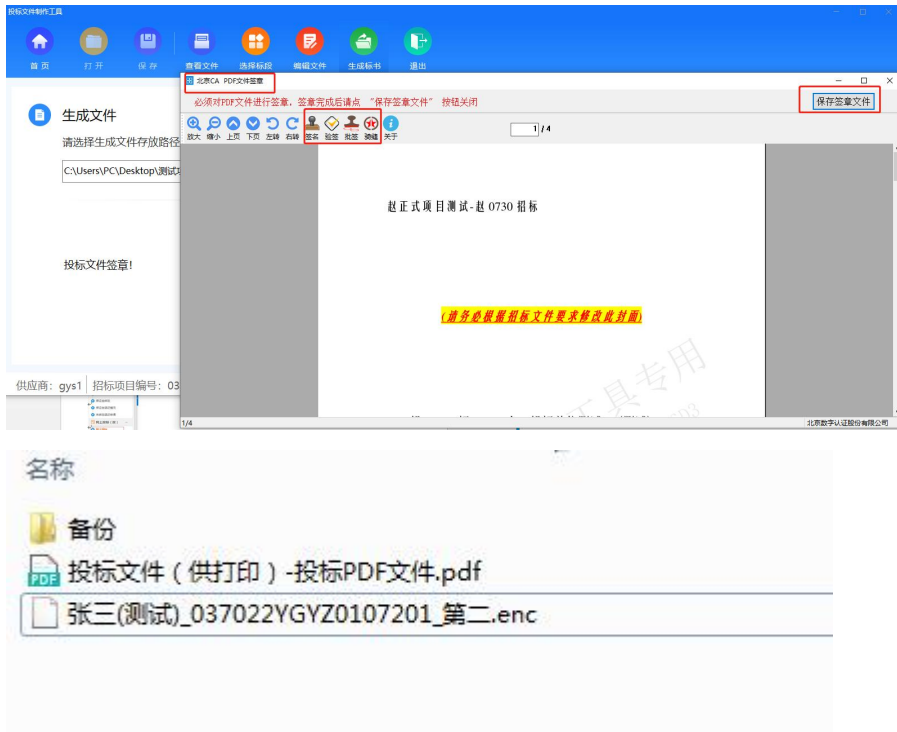 投标文件制作工具
首 页 打 开 保 存 查看文件 选择标段 编辑文件 生成标书 退出
北京CA PDF文件签章
必须对PDF文件进行签章，签章完成后请点 “保存签章文件” 按钮关闭
保存签章文件
放大 缩小 上页 下页 左转 右转 签名 验签 批签 骑缝 关于
1 / 4
生成文件
请选择生成文件存放路径
C:\Users\PC\Desktop\测试
投标文件签章!
赵正式项目测试-赵 0730 招标
(请务必根据招标文件要求修改此封面)
具专用
供应商: gys1 招标项目编号: 03
1/4
北京数字认证股份有限公司
名称
备份
投标文件（供打印）-投标PDF文件.pdf
张三(测试)_037022YGYZ0107201_第二.enc